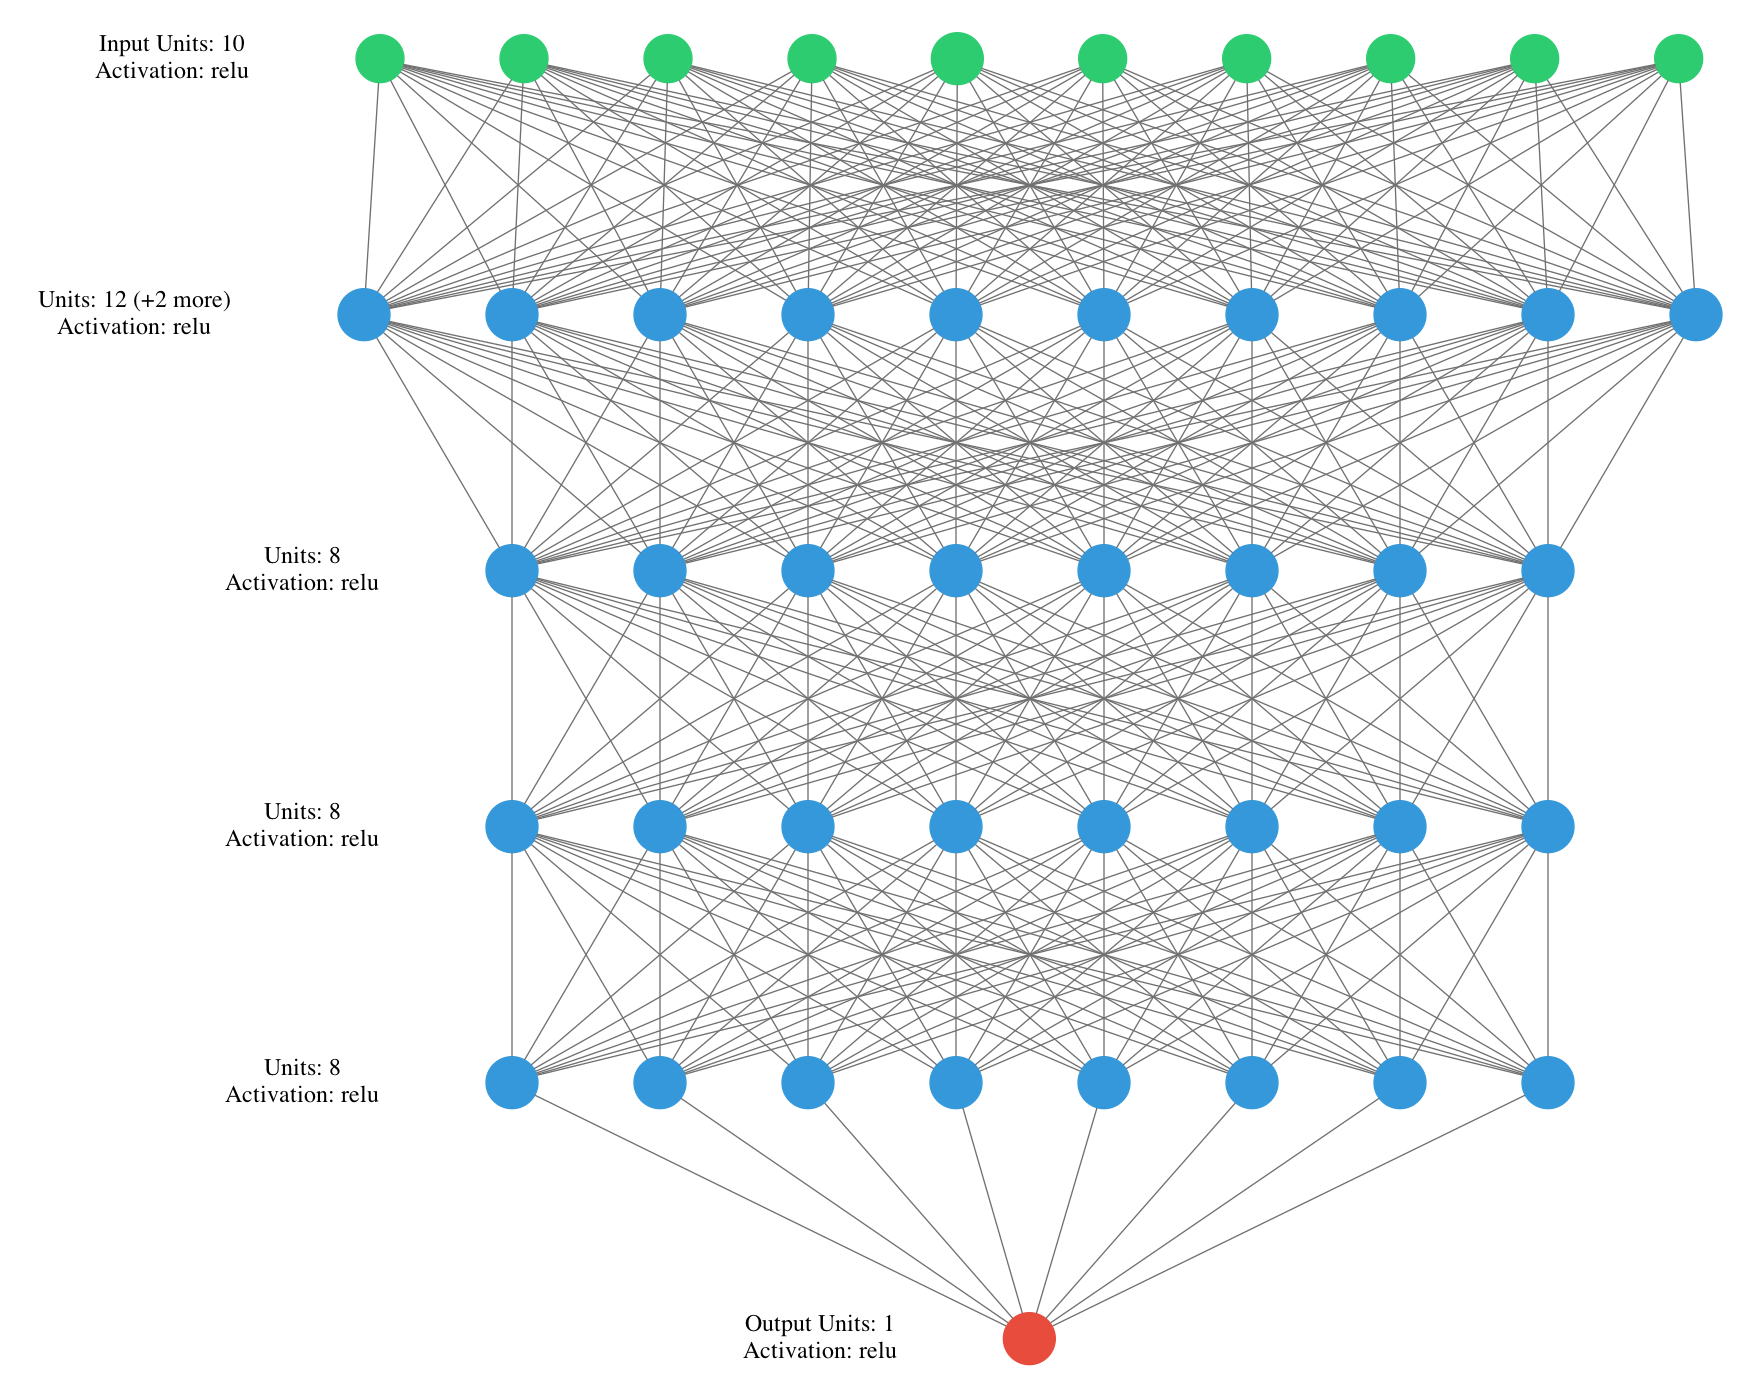 Input Units: 10
Activation: relu
Units: 12 (+2 more)
Activation: relu
Units: 8
Activation: relu
Units: 8
Activation: relu
Units: 8
Activation: relu
Output Units: 1
Activation: relu